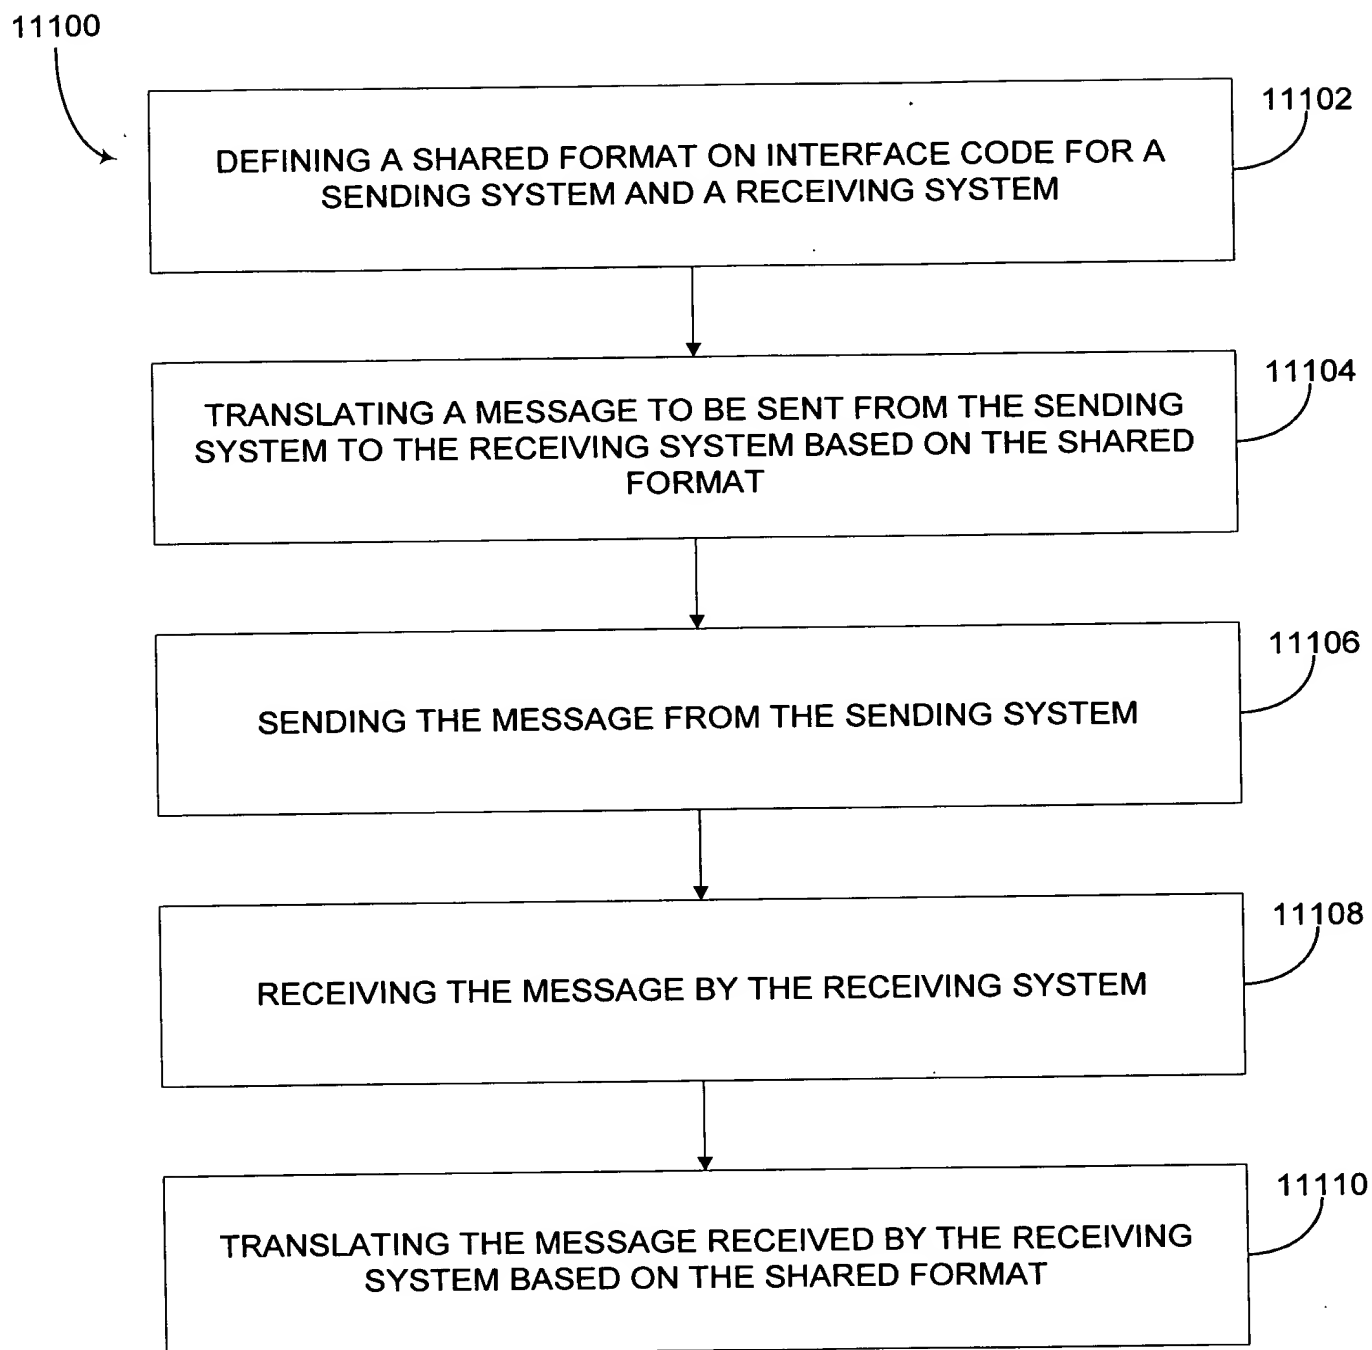 11100
11102
DEFINING A SHARED FORMAT ON INTERFACE CODE FOR A
SENDING SYSTEM AND A RECEIVING SYSTEM
11104
TRANSLATING A MESSAGE TO BE SENT FROM THE SENDING
SYSTEM TO THE RECEIVING SYSTEM BASED ON THE SHARED
FORMAT
11106
SENDING THE MESSAGE FROM THE SENDING SYSTEM
11108
RECEIVING THE MESSAGE BY THE RECEIVING SYSTEM
11110
TRANSLATING THE MESSAGE RECEIVED BY THE RECEIVING
SYSTEM BASED ON THE SHARED FORMAT